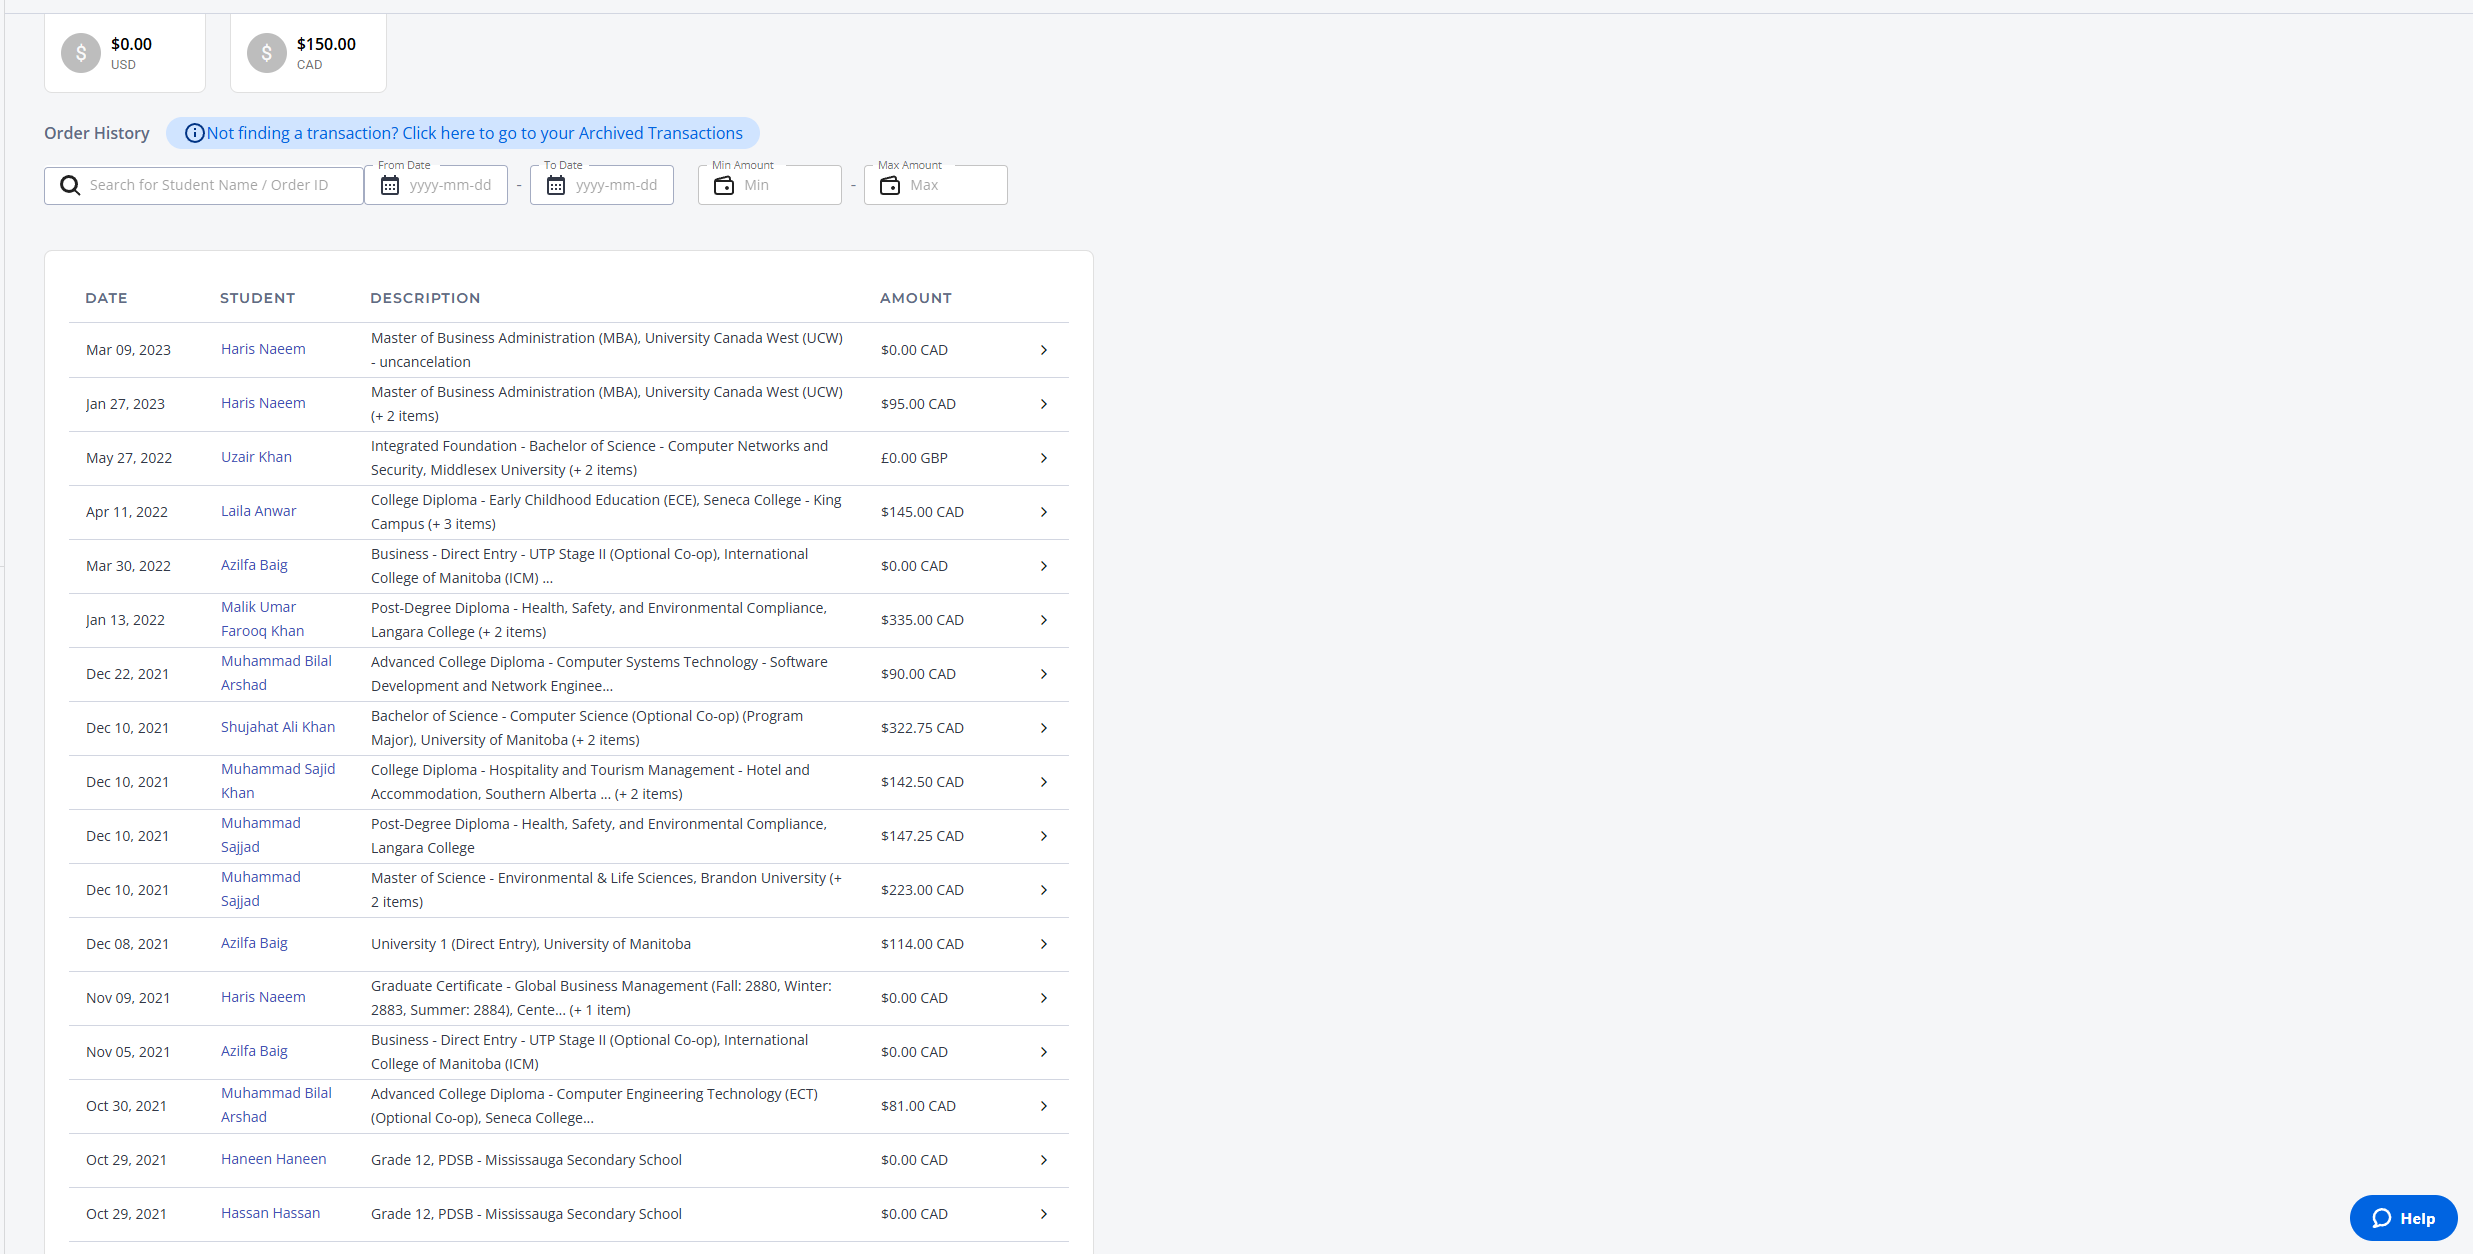 $0.00
USD
$150.00
CAD
Order History
Not finding a transaction? Click here to go to your Archived Transactions
Search for Student Name / Order ID
From Date
yyyy-mm-dd
-
To Date
yyyy-mm-dd
Min Amount
Min
-
Max Amount
Max
DATE STUDENT DESCRIPTION AMOUNT
Mar 09, 2023
Haris Naeem
Master of Business Administration (MBA), University Canada West (UCW)
- uncancelation
$0.00 CAD
Jan 27, 2023
Haris Naeem
Master of Business Administration (MBA), University Canada West (UCW)
(+ 2 items)
$95.00 CAD
May 27, 2022
Uzair Khan
Integrated Foundation - Bachelor of Science - Computer Networks and
Security, Middlesex University (+ 2 items)
£0.00 GBP
Apr 11, 2022
Laila Anwar
College Diploma - Early Childhood Education (ECE), Seneca College - King
Campus (+ 3 items)
$145.00 CAD
Mar 30, 2022
Azilfa Baig
Business - Direct Entry - UTP Stage II (Optional Co-op), International
College of Manitoba (ICM) ...
$0.00 CAD
Jan 13, 2022
Malik Umar
Farooq Khan
Post-Degree Diploma - Health, Safety, and Environmental Compliance,
Langara College (+ 2 items)
$335.00 CAD
Dec 22, 2021
Muhammad Bilal
Arshad
Advanced College Diploma - Computer Systems Technology - Software
Development and Network Enginee...
$90.00 CAD
Dec 10, 2021
Shujahat Ali Khan
Bachelor of Science - Computer Science (Optional Co-op) (Program
Major), University of Manitoba (+ 2 items)
$322.75 CAD
Dec 10, 2021
Muhammad Sajid
Khan
College Diploma - Hospitality and Tourism Management - Hotel and
Accommodation, Southern Alberta ... (+ 2 items)
$142.50 CAD
Dec 10, 2021
Muhammad
Sajjad
Post-Degree Diploma - Health, Safety, and Environmental Compliance,
Langara College
$147.25 CAD
Dec 10, 2021
Muhammad
Sajjad
Master of Science - Environmental & Life Sciences, Brandon University (+
2 items)
$223.00 CAD
Dec 08, 2021
Azilfa Baig
University 1 (Direct Entry), University of Manitoba
$114.00 CAD
Nov 09, 2021
Haris Naeem
Graduate Certificate - Global Business Management (Fall: 2880, Winter:
2883, Summer: 2884), Cente... (+ 1 item)
$0.00 CAD
Nov 05, 2021
Azilfa Baig
Business - Direct Entry - UTP Stage II (Optional Co-op), International
College of Manitoba (ICM)
$0.00 CAD
Oct 30, 2021
Muhammad Bilal
Arshad
Advanced College Diploma - Computer Engineering Technology (ECT)
(Optional Co-op), Seneca College...
$81.00 CAD
Oct 29, 2021
Haneen Haneen
Grade 12, PDSB - Mississauga Secondary School
$0.00 CAD
Oct 29, 2021
Hassan Hassan
Grade 12, PDSB - Mississauga Secondary School
$0.00 CAD
Help